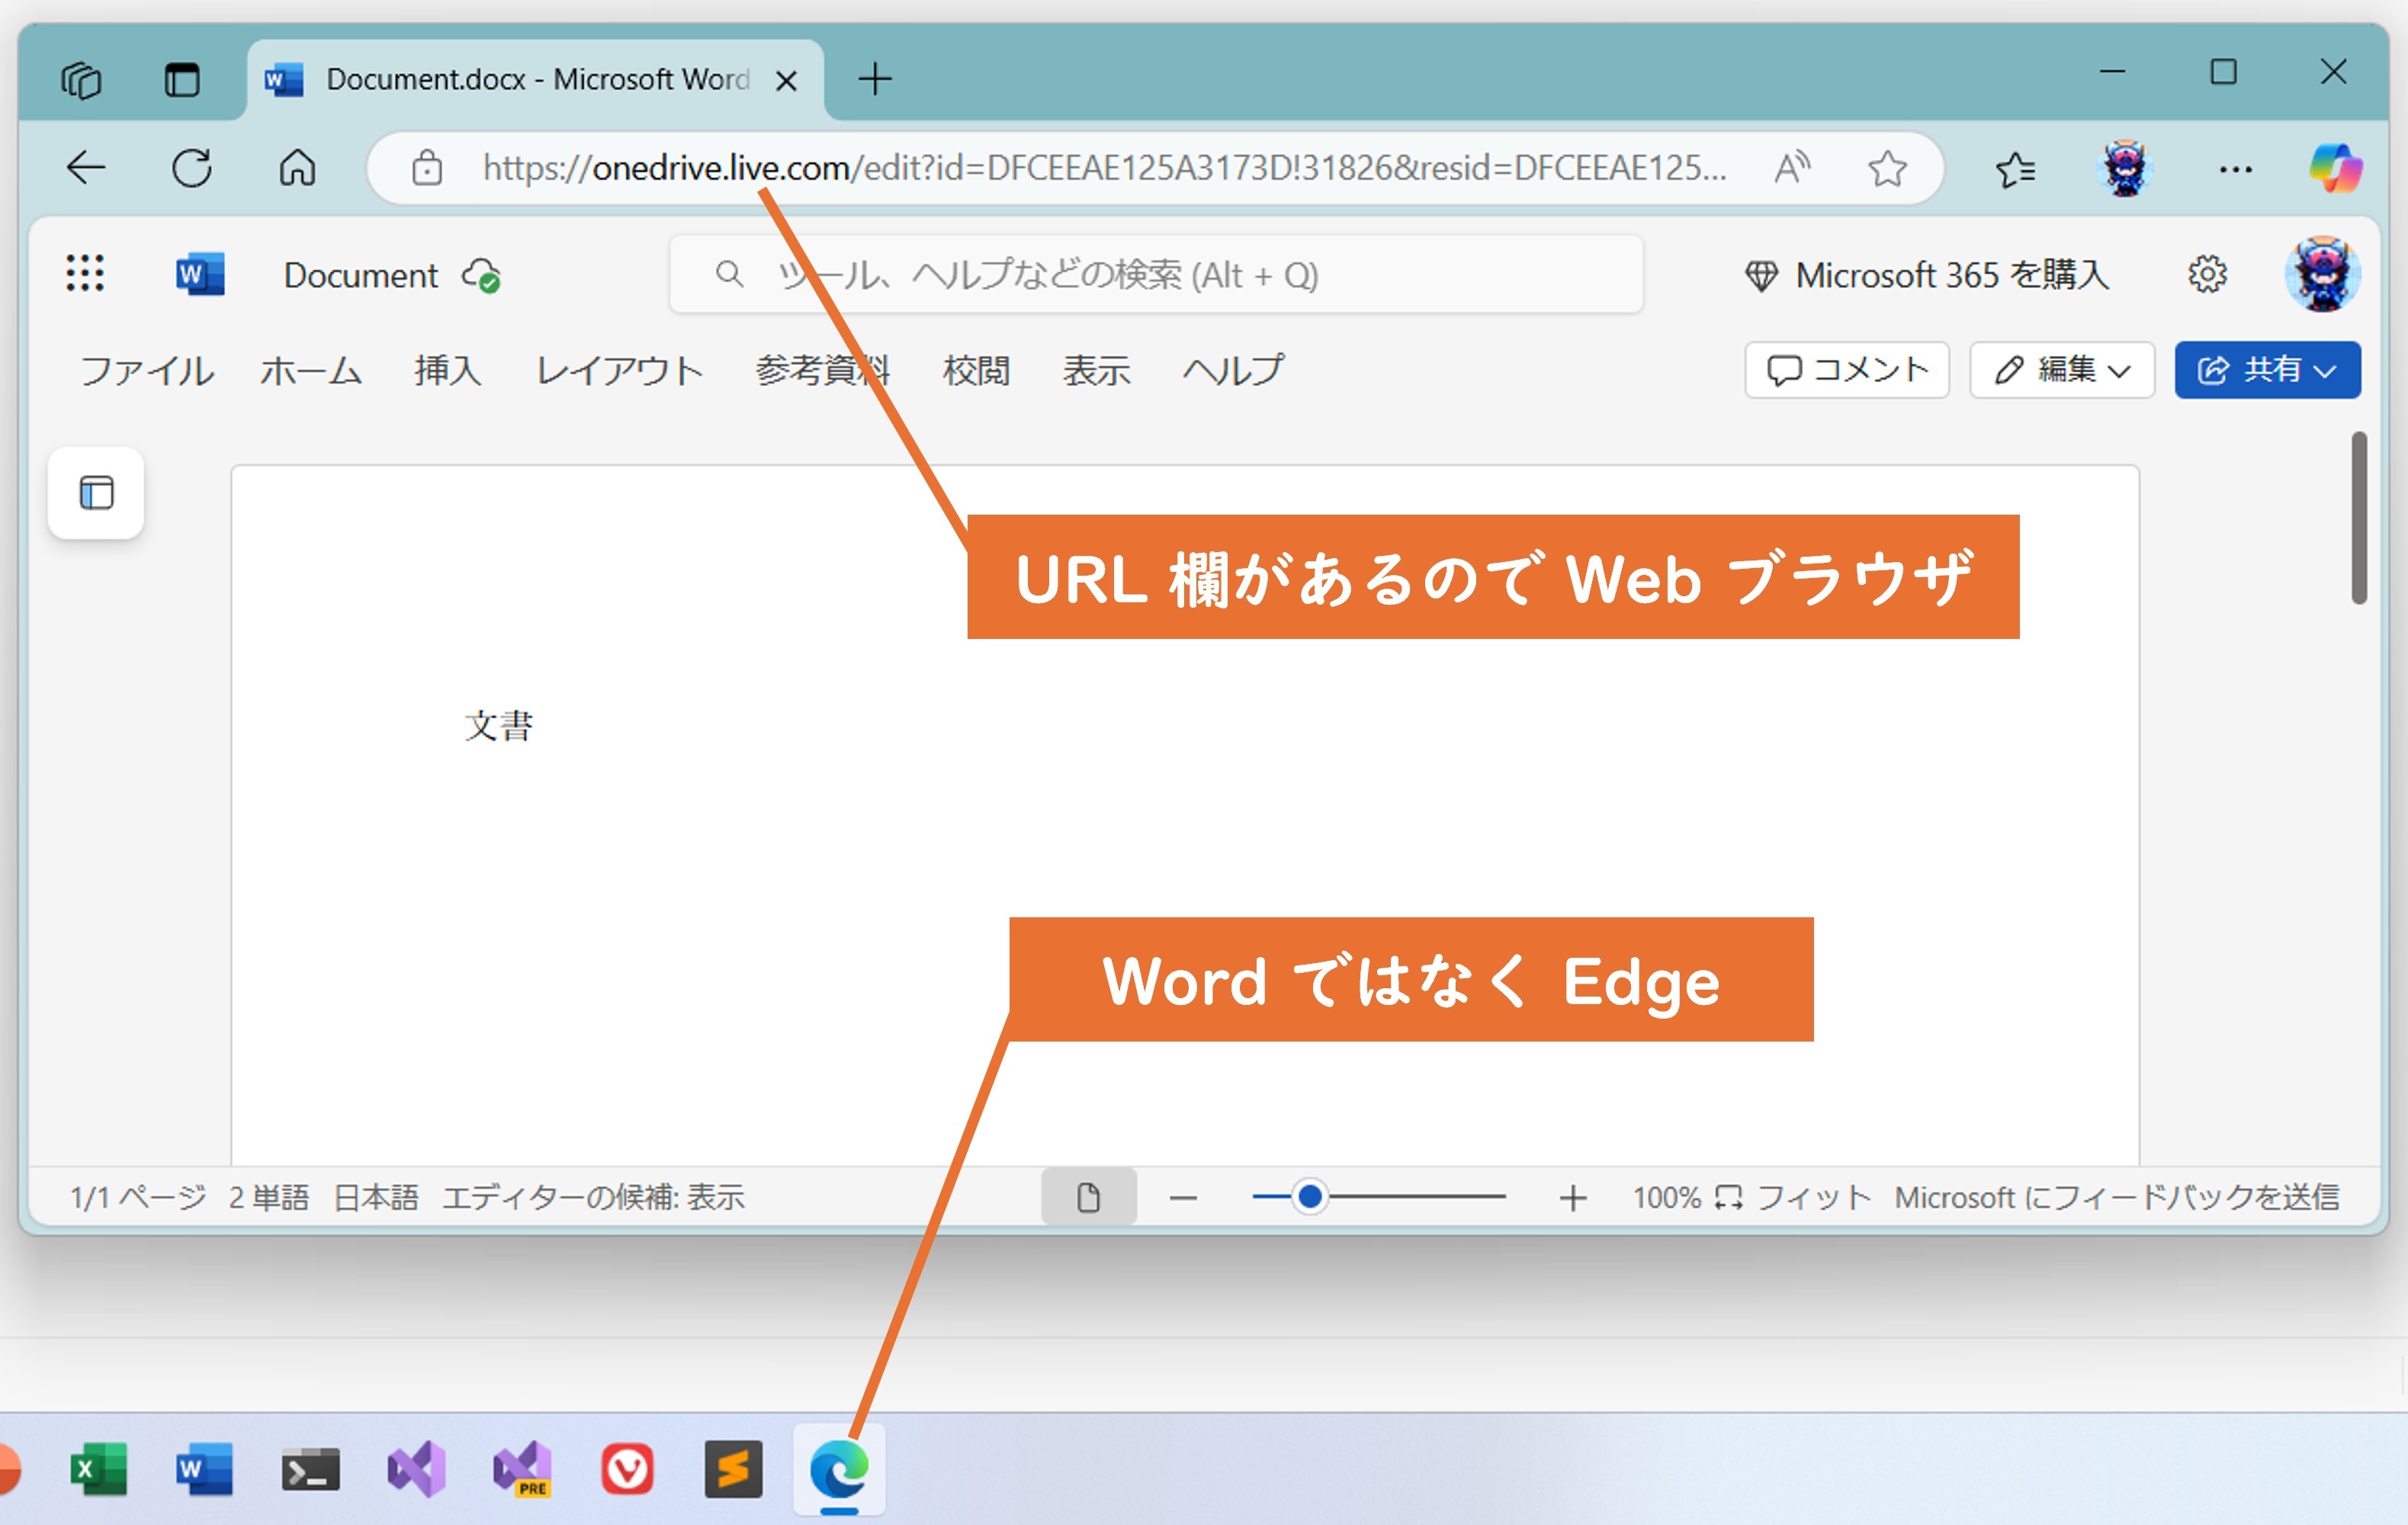 Document.docx - Microsoft Word
https://onedrive.live.com/edit?id=DFCEEAE125A3173D!31826&resid=DFCEEAE125...
Document
ツール、ヘルプなどの検索 (Alt + Q)
Microsoft 365 を購入
ファイル ホーム 挿入 レイアウト 参考資料 校閲 表示 ヘルプ
コメント 編集 共有
URL 欄があるので Web ブラウザ
文書
Word ではなく Edge
1/1 ページ 2 単語 日本語 エディターの候補: 表示 100% フィット Microsoft にフィードバックを送信
PRE